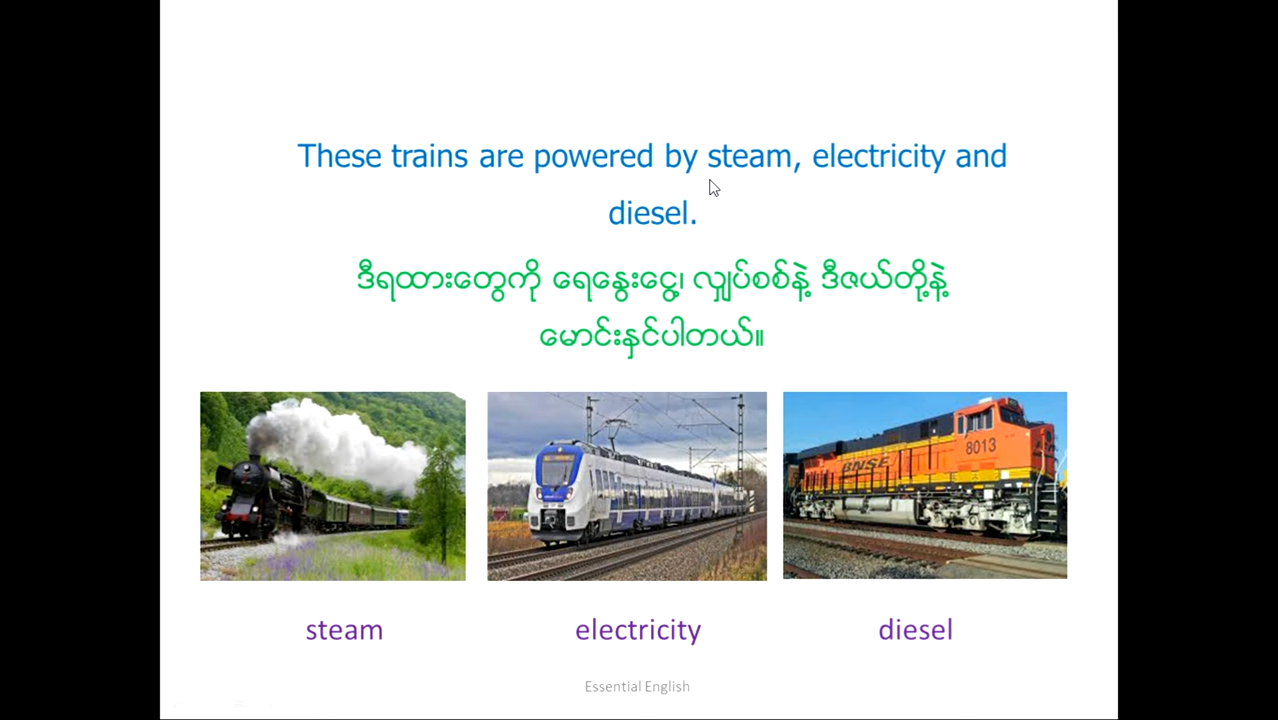 These trains are powered by steam, electricity and
diesel.
ဒီရထားတွေကို ရေနွေးငွေ့၊ လျှပ်စစ်နဲ့ ဒီဇယ်တို့နဲ့
မောင်းနှင်ပါတယ်။
8013
BNSF
steam
electricity
diesel
Essential English